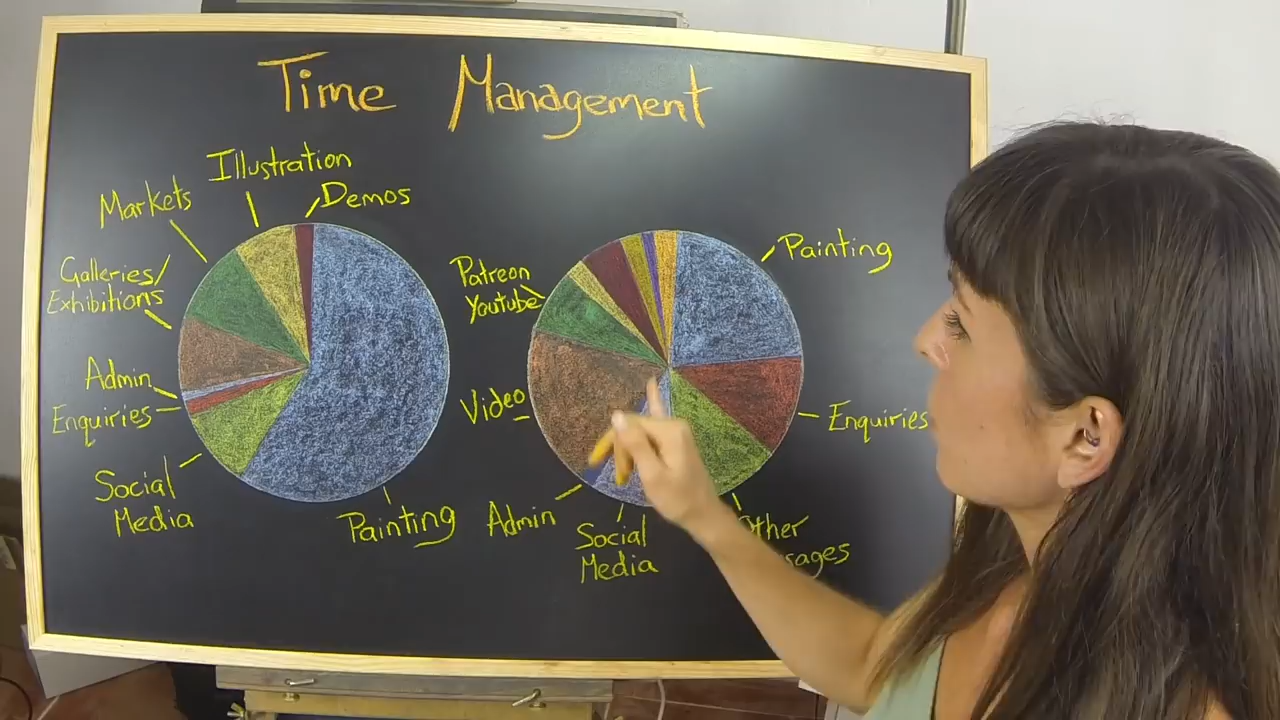 Time Management
Illustration
Demos
Markets
Galleries/
Exhibitions
Admin
Enquiries
Social
Media
Painting
Patreon
Youtube
Video
Admin
Social
Media
Painting
Enquiries
Other